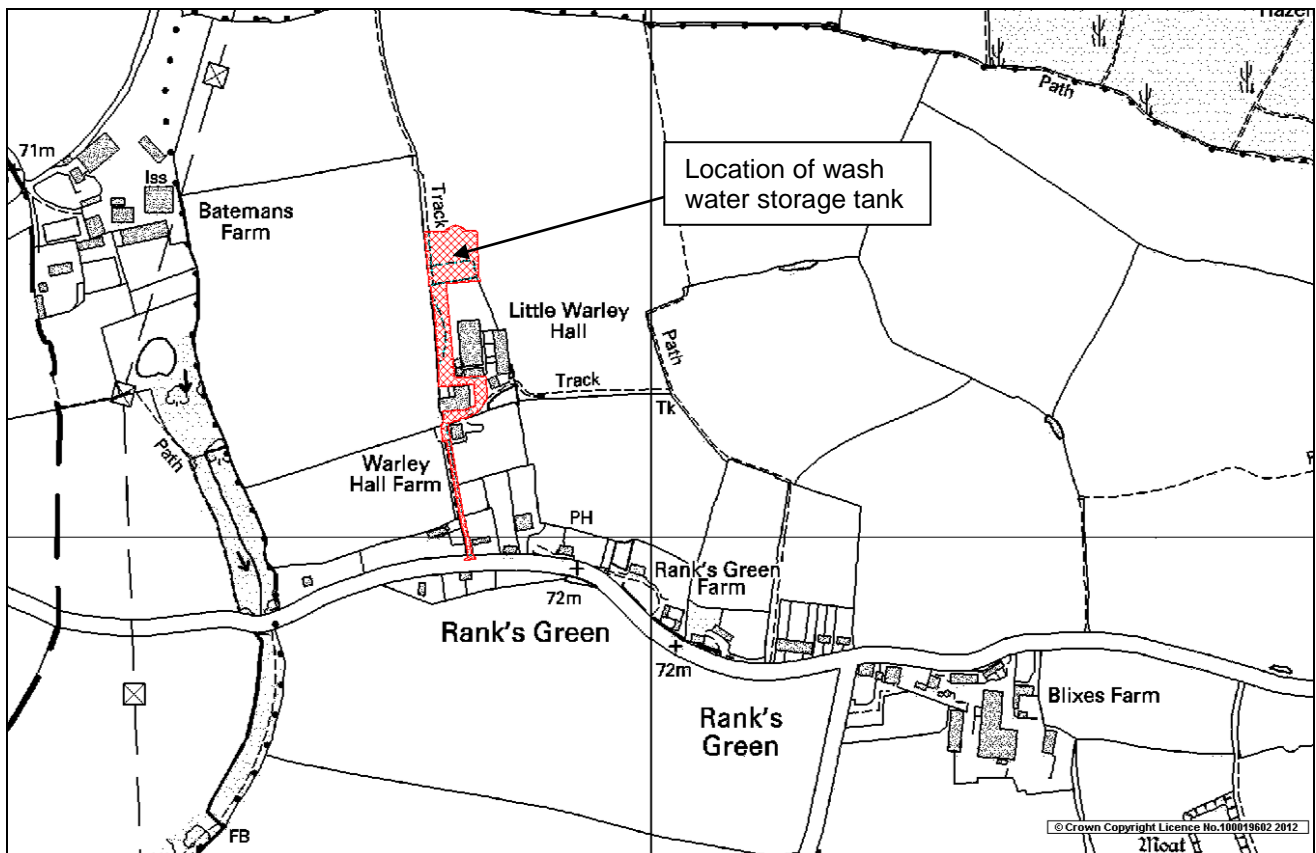 Hazel
Path
71m
Iss
Batemans
Farm
Track
Location of wash
water storage tank
Little Warley
Hall
Track
Path
Tk
Path
Warley
Hall Farm
PH
Rank's Green
Farm
72m
Rank's Green
72m
Rank's
Green
Blixes Farm
FB
© Crown Copyright Licence No.100019602 2012
Moat